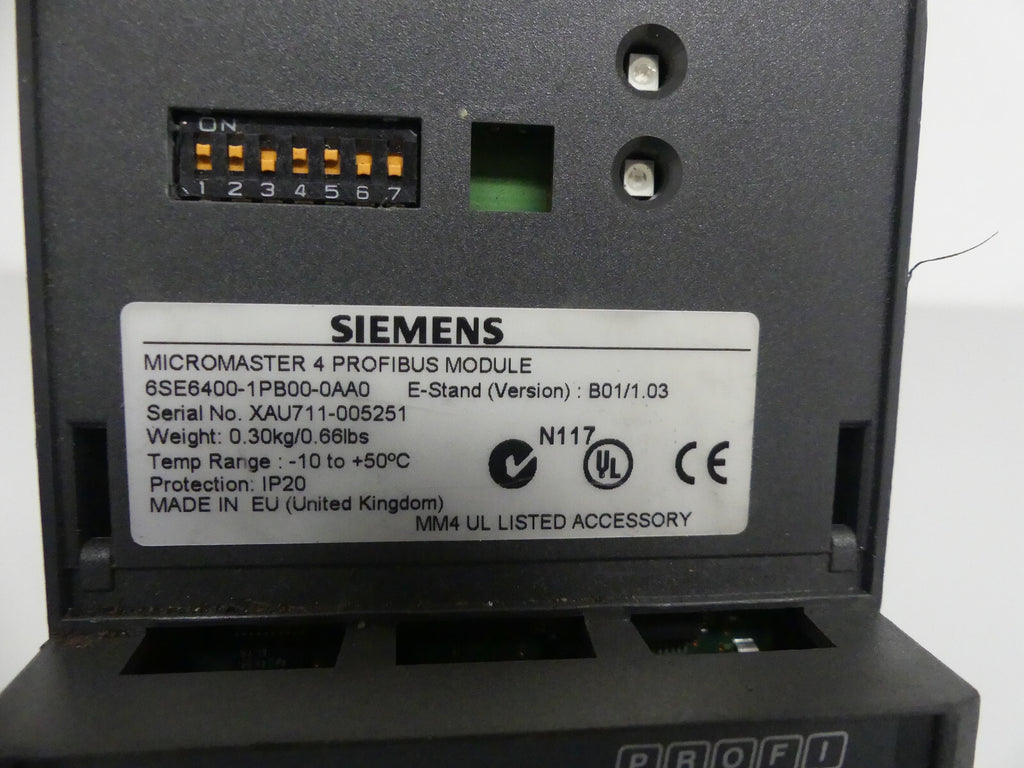 ON
1 2 3 4 5 6 7
SIEMENS
MICROMASTER 4 PROFIBUS MODULE
6SE6400-1PB00-0AA0 E-Stand (Version) : B01/1.03
Serial No. XAU711-005251
Weight: 0.30kg/0.66lbs
Temp Range : -10 to +50ºC
Protection: IP20
MADE IN EU (United Kingdom)
N117
UL
CE
MM4 UL LISTED ACCESSORY
PROFI